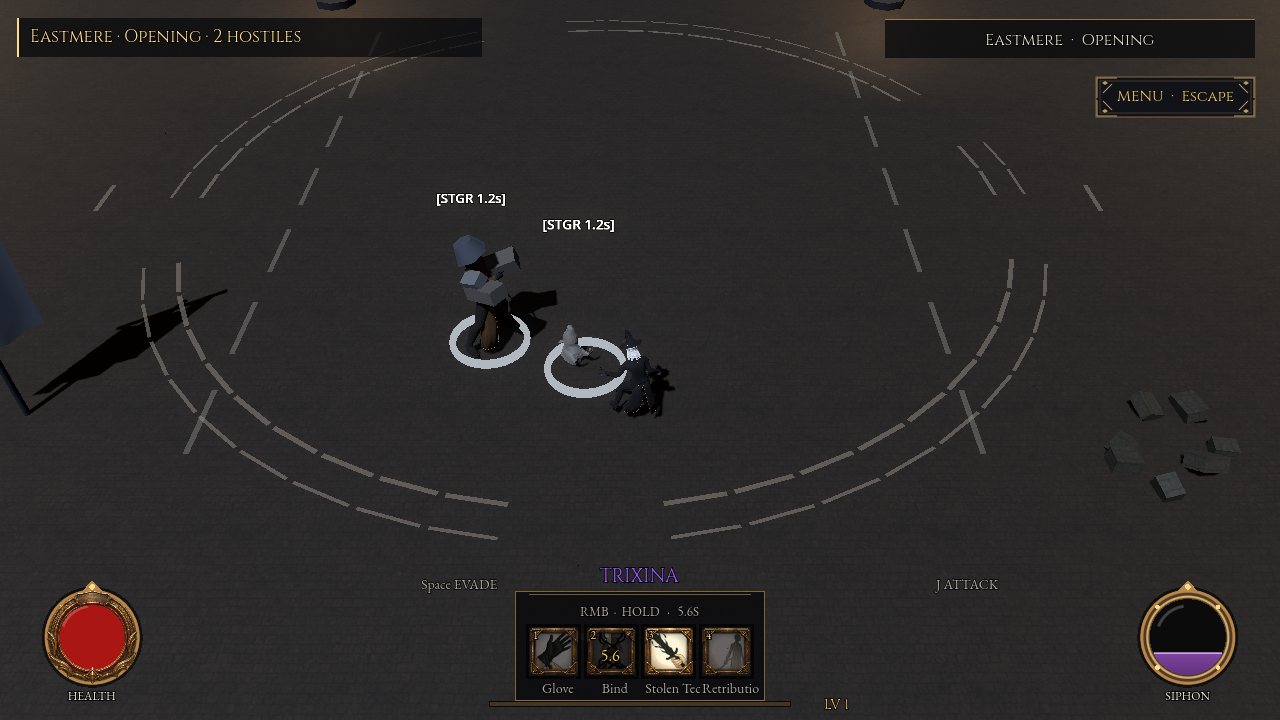 Eastmere · Opening · 2 hostiles
Eastmere · Opening
MENU · Escape
[STGR 1.2s]
[STGR 1.2s]
Space EVADE
TRIXINA
J ATTACK
RMB · HOLD · 5.6S
1 2 3 4
5.6
Glove Bind Stolen Tec Retributio
HEALTH
SIPHON
LV 1